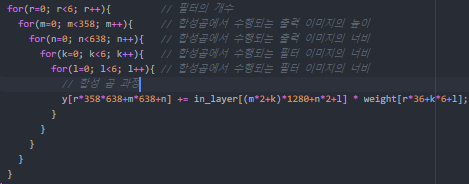 for(r=0; r<6; r++){ // 필터의 개수
for(m=0; m<358; m++){ // 합성곱에서 수행되는 출력 이미지의 높이
for(n=0; n<638; n++){ // 합성곱에서 수행되는 출력 이미지의 너비
for(k=0; k<6; k++){ // 합성곱에서 수행되는 필터 이미지의 너비
for(l=0; l<6; l++){ // 합성곱에서 수행되는 필터 이미지의 너비
// 합성 곱 과정
y[r*358*638+m*638+n] += in_layer[(m*2+k)*1280+n*2+l] * weight[r*36+k*6+l];
}
}
}
}
}